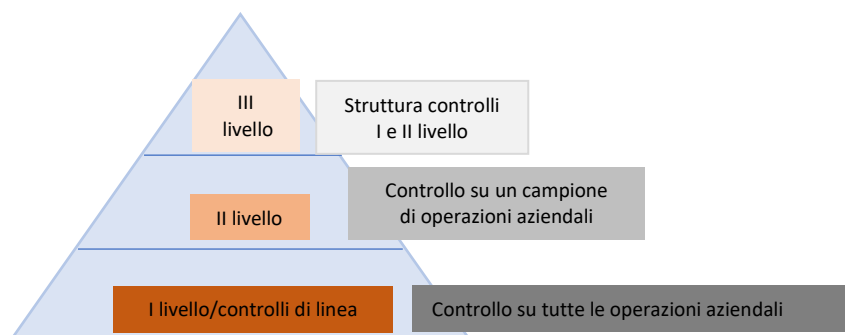 III
livello
Struttura controlli
I e II livello
II livello
Controllo su un campione
di operazioni aziendali
I livello/controlli di linea
Controllo su tutte le operazioni aziendali